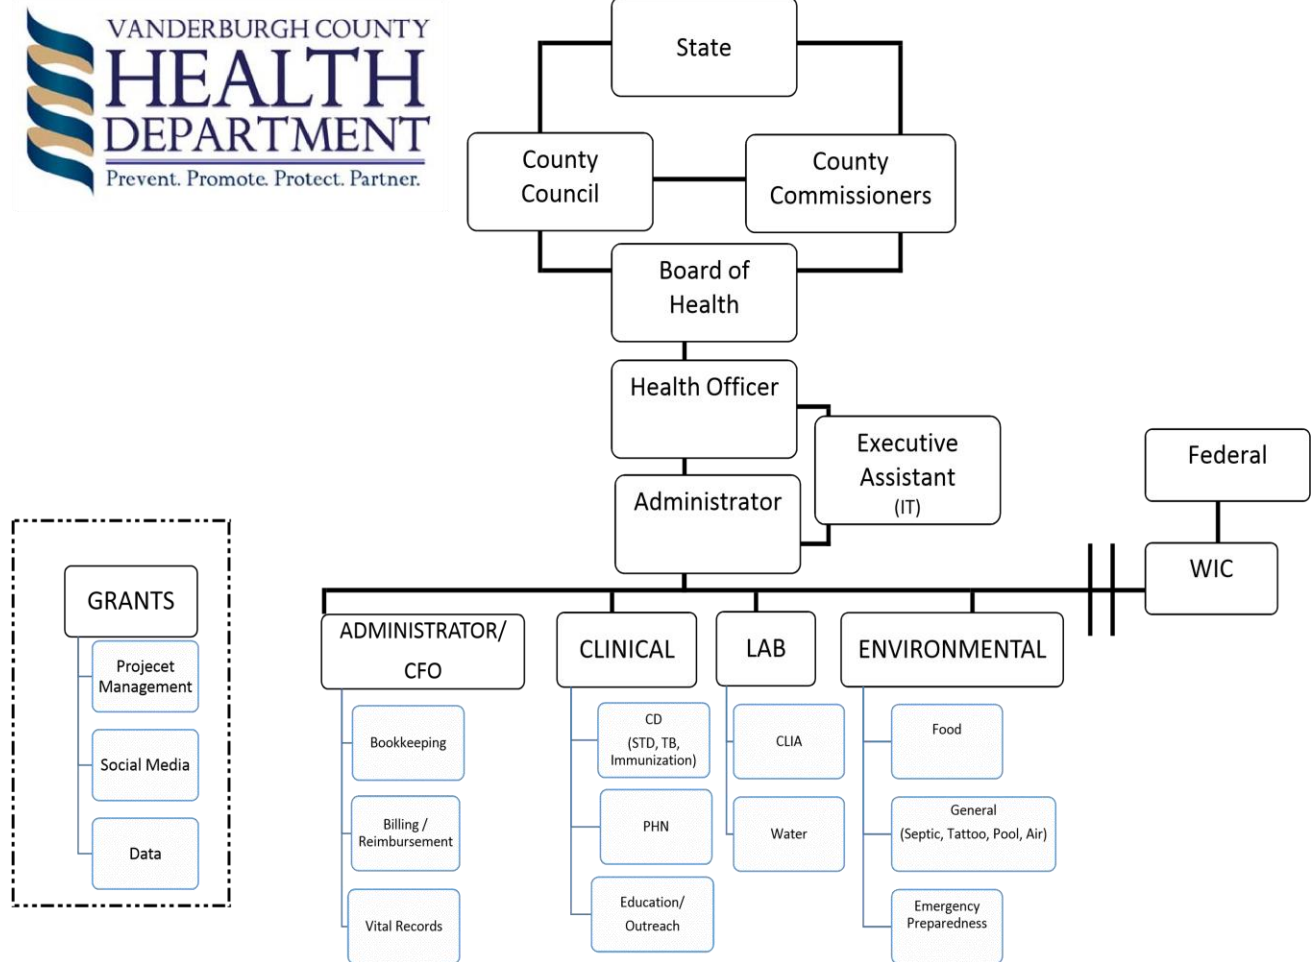 VANDERBURGH COUNTY
HEALTH
DEPARTMENT
Prevent. Promote. Protect. Partner.
State
County
Council
County
Commissioners
Board of
Health
Health Officer
Executive
Assistant
(IT)
Administrator
Federal
WIC
GRANTS
Projecet
Management
Social Media
Data
ADMINISTRATOR/
CFO
Bookkeeping
Billing /
Reimbursement
Vital Records
CLINICAL
CD
(STD, TB,
Immunization)
PHN
Education/
Outreach
LAB
CLIA
Water
ENVIRONMENTAL
Food
General
(Septic, Tattoo, Pool, Air)
Emergency
Preparedness